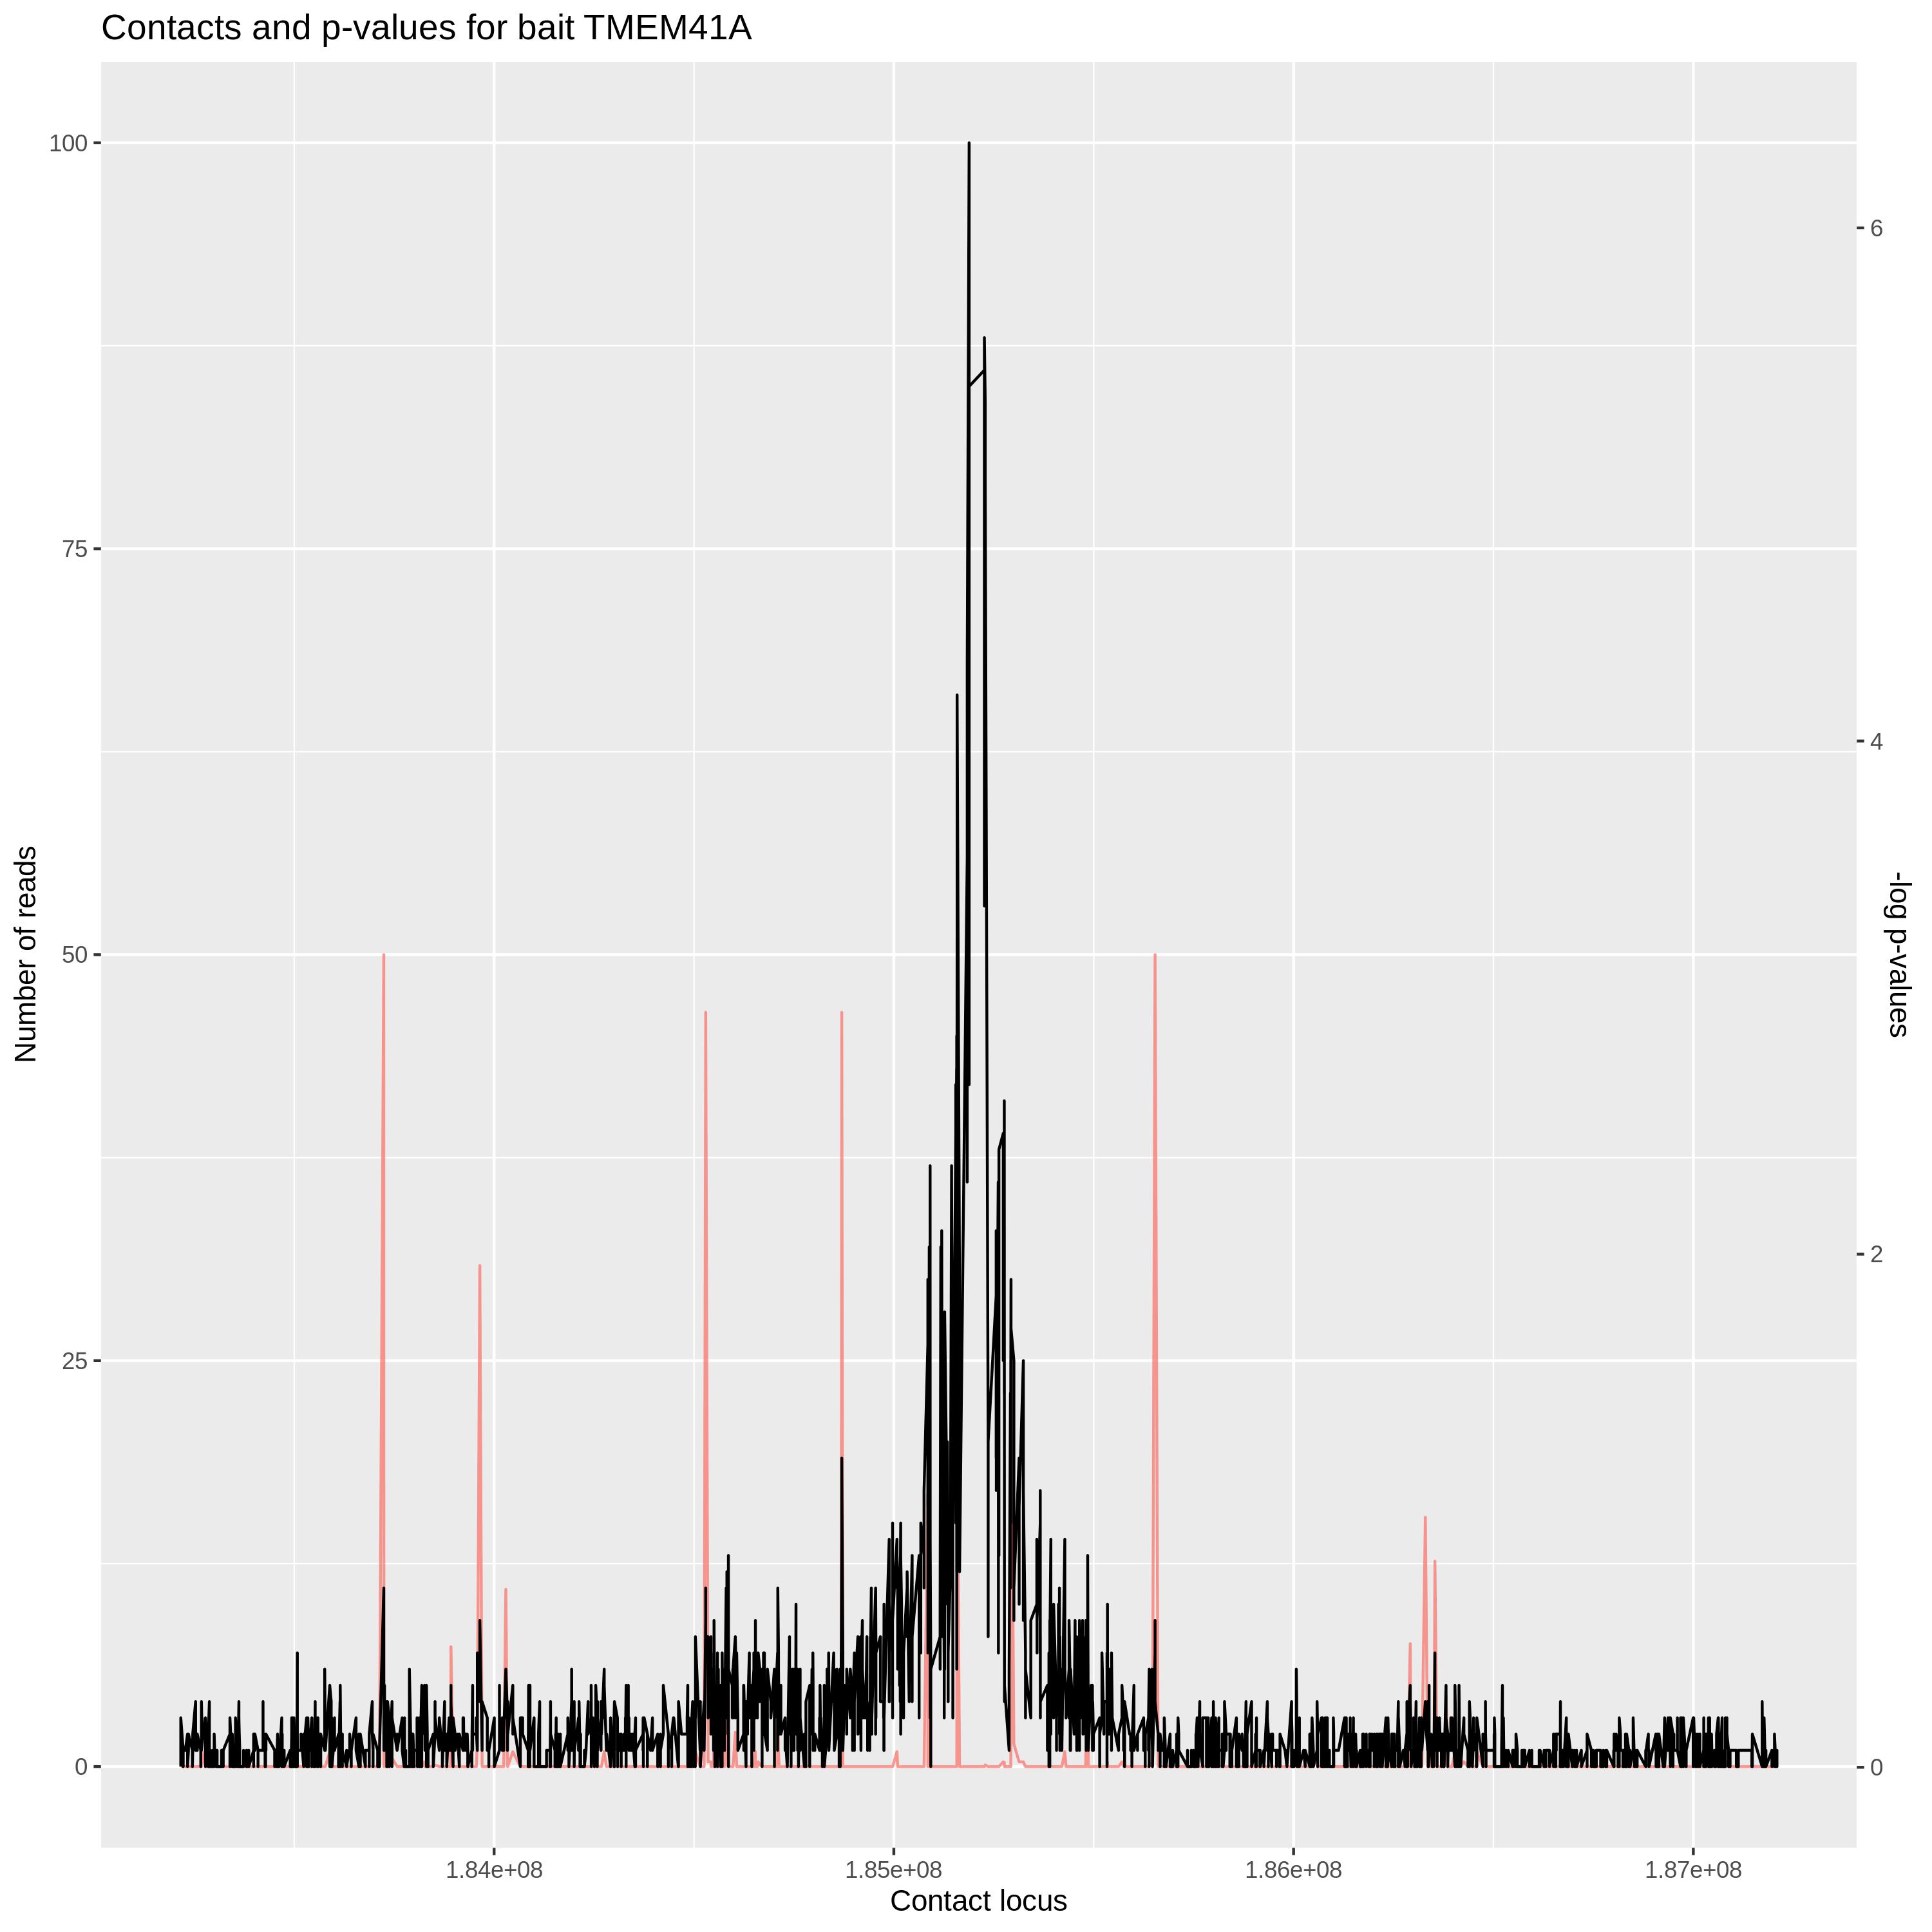 Contacts and p-values for bait TMEM41A
100
75
50
25
0
Number of reads
6
4
2
0
-log p-values
1.84e+08
1.85e+08
1.86e+08
1.87e+08
Contact locus